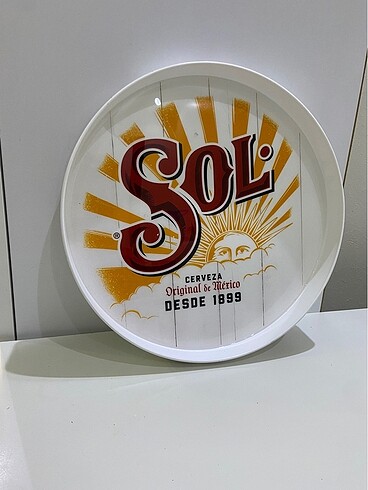 SOL
®
CERVEZA
Original de México
DESDE 1899